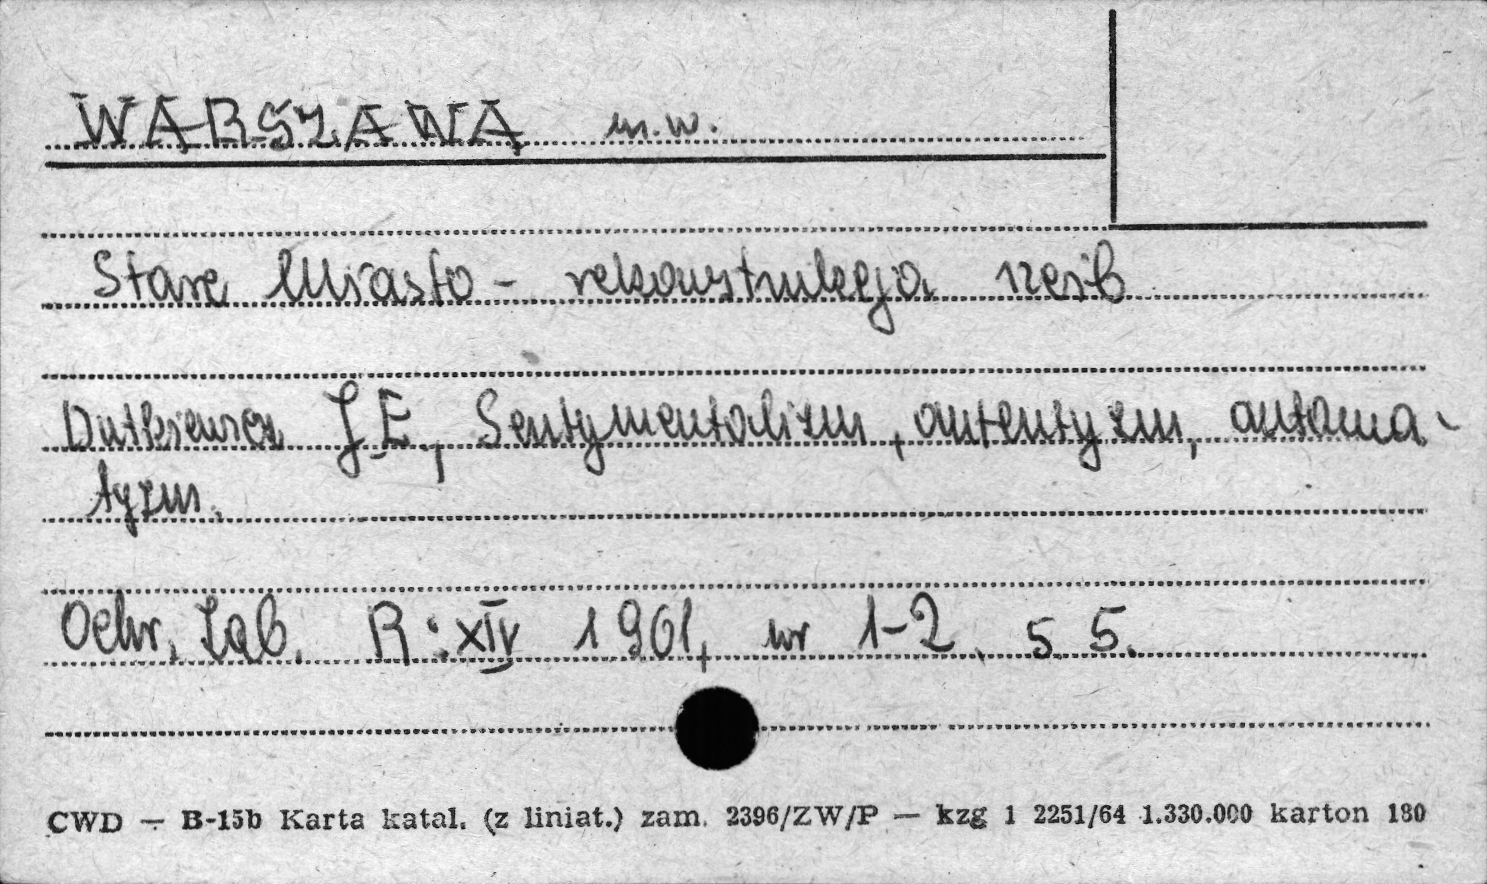 WARSZAWA m.w.
Stare Miasto - rekonstrukcja rzeźb
Dutkiewicz J.E., Sentymentalizm, autentyzm, automa-
tyzm.
Ochr. Zab. R: XIV 1961, nr 1-2, s 5.
CWD — B-15b Karta katal. (z liniat.) zam. 2396/ZW/P — kzg 1 2251/64 1.330.000 karton 180